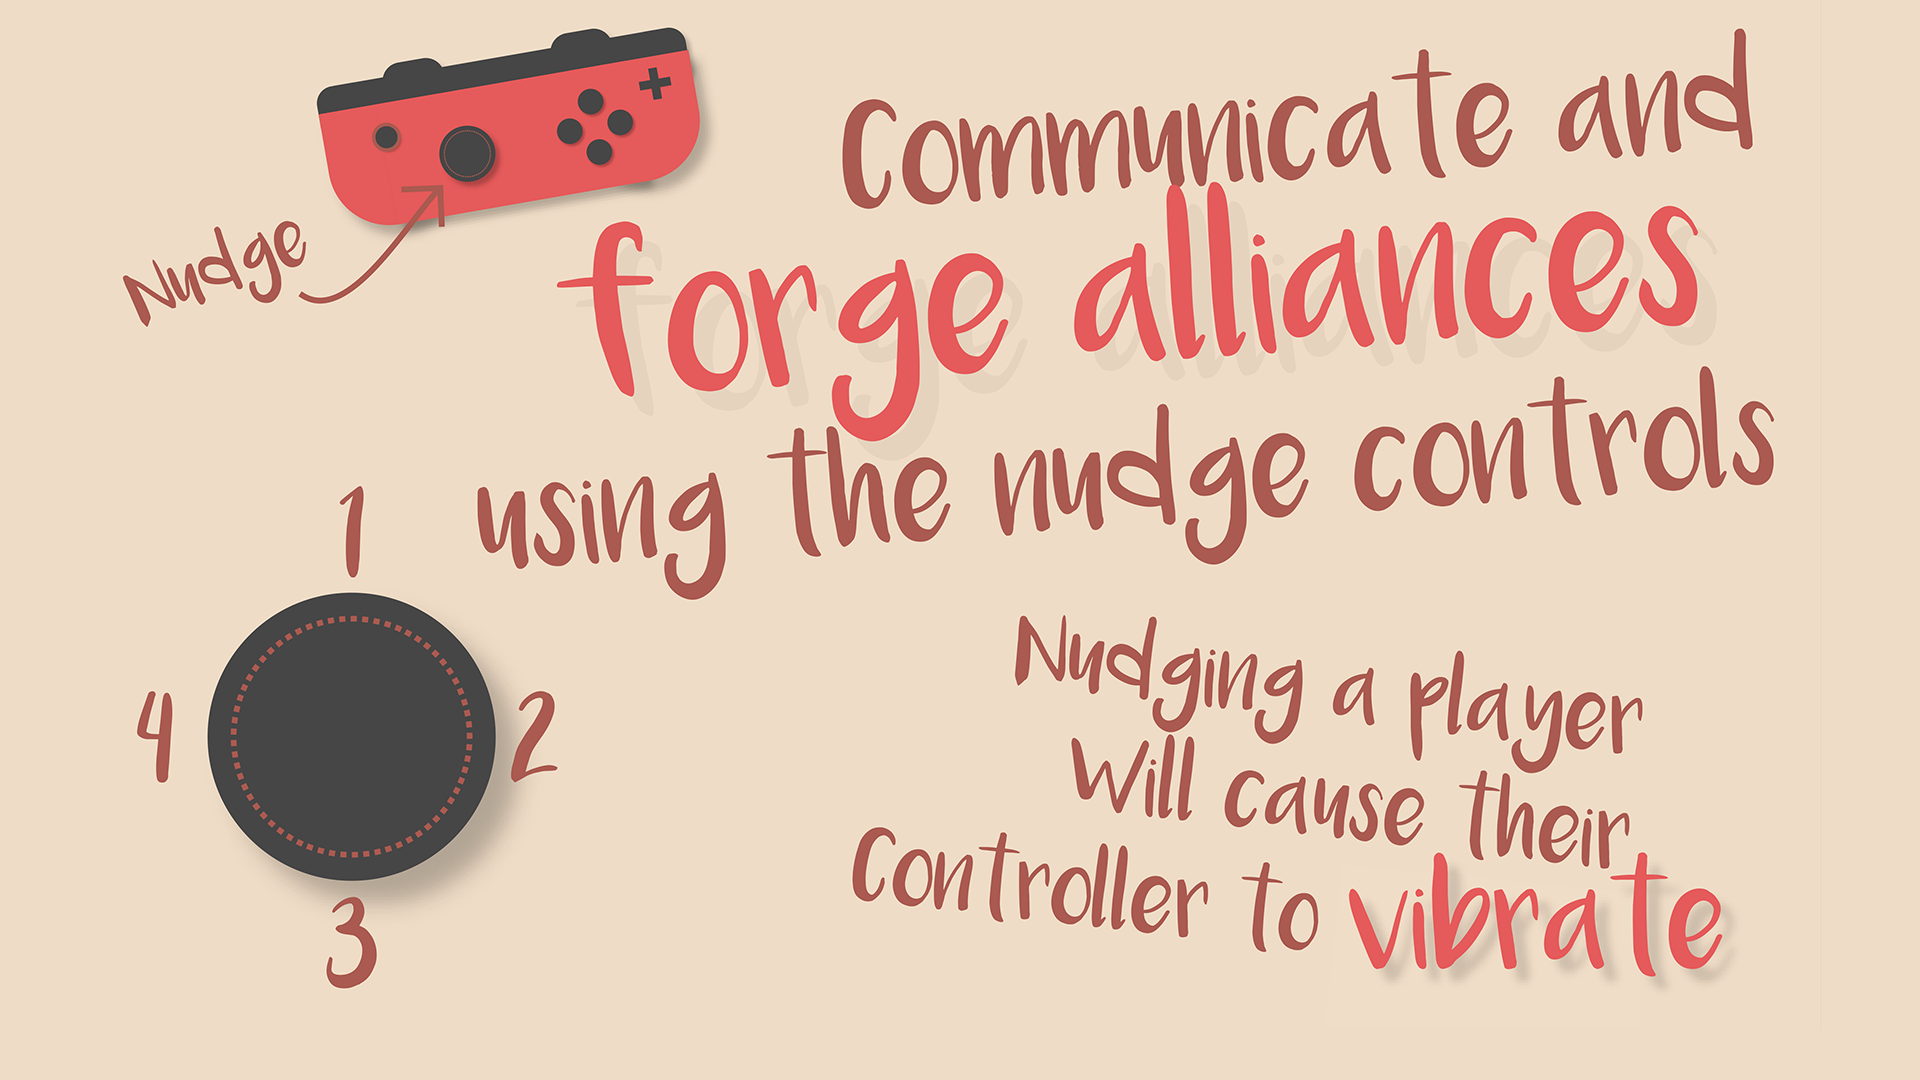 Communicate and
forge alliances
using the nudge controls
Nudge
1
4
2
3
Nudging a player
Will cause their
Controller to vibrate